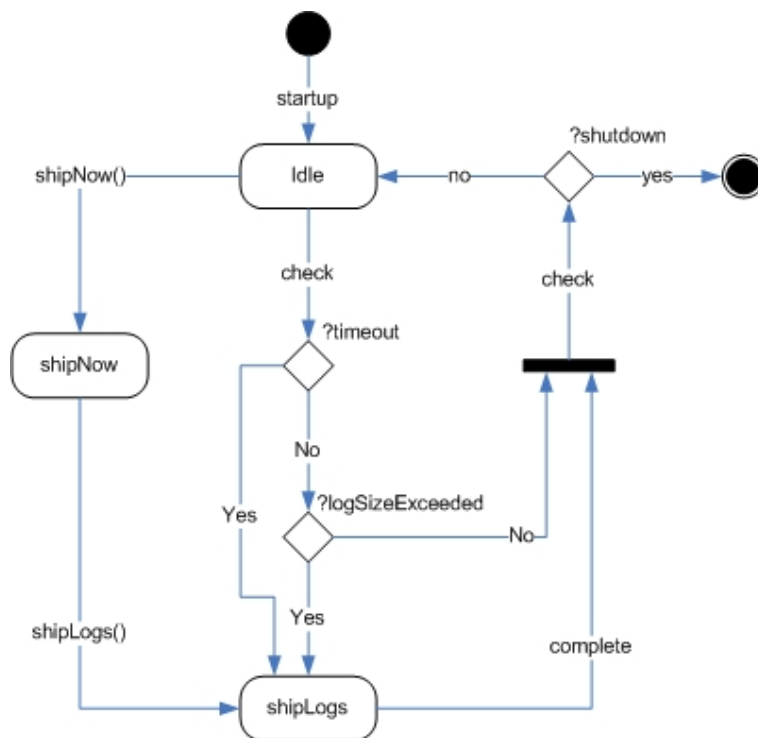 startup
?shutdown
shipNow()
Idle
no
yes
check
check
?timeout
shipNow
No
?logSizeExceeded
Yes
No
Yes
shipLogs()
complete
shipLogs